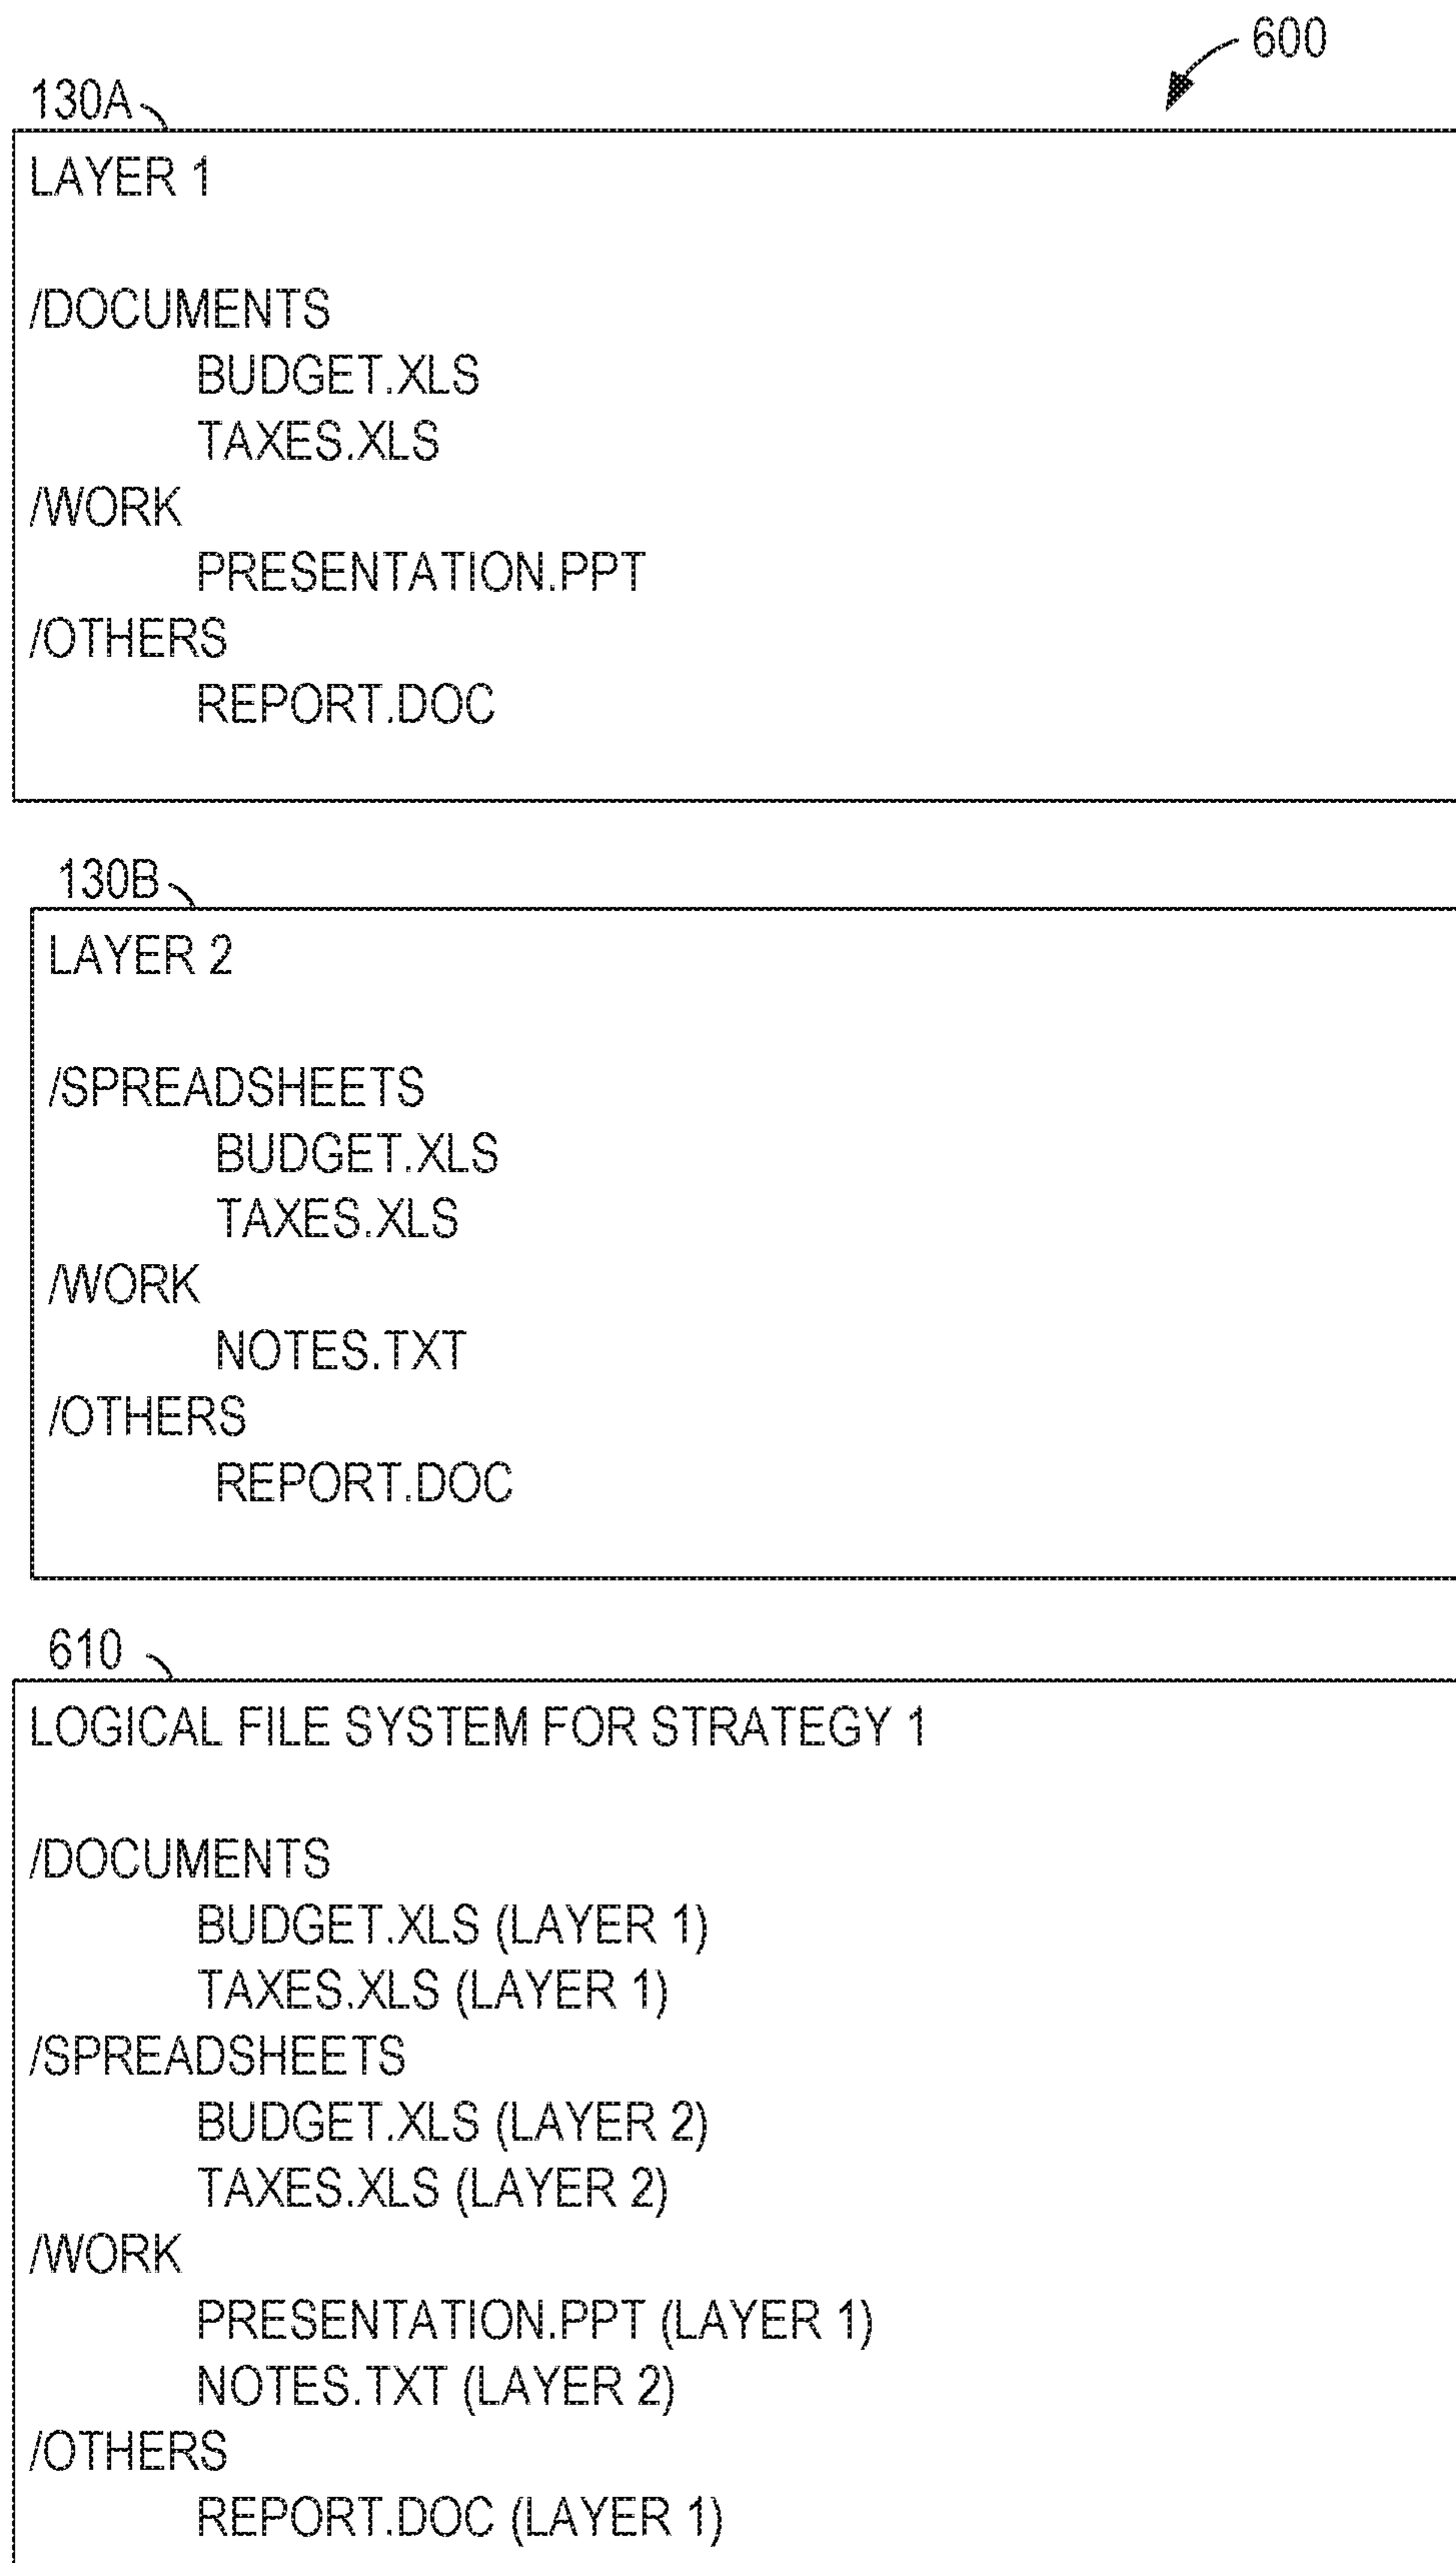 600
130A
LAYER 1
/DOCUMENTS
BUDGET.XLS
TAXES.XLS
/WORK
PRESENTATION.PPT
/OTHERS
REPORT.DOC
130B
LAYER 2
/SPREADSHEETS
BUDGET.XLS
TAXES.XLS
/WORK
NOTES.TXT
/OTHERS
REPORT.DOC
610
LOGICAL FILE SYSTEM FOR STRATEGY 1
/DOCUMENTS
BUDGET.XLS (LAYER 1)
TAXES.XLS (LAYER 1)
/SPREADSHEETS
BUDGET.XLS (LAYER 2)
TAXES.XLS (LAYER 2)
/WORK
PRESENTATION.PPT (LAYER 1)
NOTES.TXT (LAYER 2)
/OTHERS
REPORT.DOC (LAYER 1)